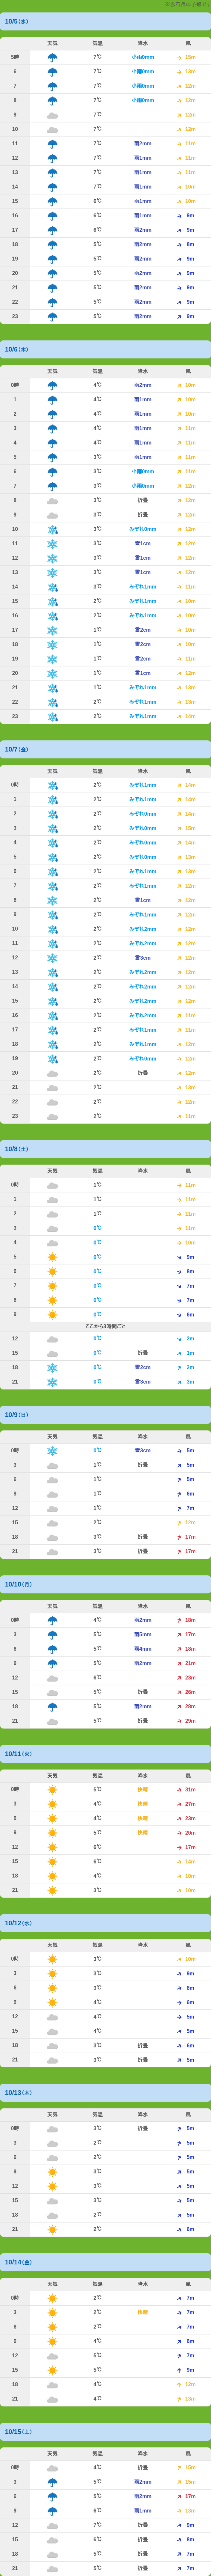 の予報です
10/5 (水)
天気 気温 降水 風
5時 7℃ 小雨0mm 15m
6 7℃ 小雨0mm 13m
7 7℃ 小雨0mm 12m
8 7℃ 小雨0mm 12m
9 7℃ 12m
10 7℃ 12m
11 7℃ 雨2mm 11m
12 7℃ 雨1mm 11m
13 7℃ 雨1mm 11m
14 7℃ 雨1mm 10m
15 6℃ 雨1mm 10m
16 6℃ 雨1mm 9m
17 6℃ 雨2mm 9m
18 5℃ 雨2mm 8m
19 5℃ 雨2mm 9m
20 5℃ 雨2mm 9m
21 5℃ 雨2mm 9m
22 5℃ 雨2mm 9m
23 5℃ 雨2mm 9m
10/6 (木)
天気 気温 降水 風
0時 4℃ 雨2mm 10m
1 4℃ 雨1mm 10m
2 4℃ 雨1mm 10m
3 4℃ 雨1mm 11m
4 4℃ 雨1mm 11m
5 3℃ 雨1mm 11m
6 3℃ 小雨0mm 12m
7 3℃ 小雨0mm 12m
8 3℃ 折畳 12m
9 3℃ 折畳 12m
10 3℃ みぞれ0mm 12m
11 3℃ 雪1cm 12m
12 3℃ 雪1cm 12m
13 3℃ 雪1cm 12m
14 3℃ みぞれ1mm 11m
15 2℃ みぞれ1mm 10m
16 2℃ みぞれ1mm 10m
17 1℃ 雪2cm 10m
18 1℃ 雪2cm 10m
19 1℃ 雪2cm 11m
20 1℃ 雪1cm 12m
21 1℃ みぞれ1mm 13m
22 2℃ みぞれ1mm 13m
23 2℃ みぞれ1mm 14m
10/7 (金)
天気 気温 降水 風
0時 2℃ みぞれ1mm 14m
1 2℃ みぞれ1mm 14m
2 2℃ みぞれ0mm 14m
3 2℃ みぞれ0mm 15m
4 2℃ みぞれ0mm 14m
5 2℃ みぞれ0mm 13m
6 2℃ みぞれ1mm 13m
7 2℃ みぞれ1mm 12m
8 2℃ 雪1cm 12m
9 2℃ みぞれ1mm 12m
10 2℃ みぞれ2mm 12m
11 2℃ みぞれ2mm 12m
12 2℃ 雪3cm 12m
13 2℃ みぞれ2mm 12m
14 2℃ みぞれ2mm 12m
15 2℃ みぞれ2mm 12m
16 2℃ みぞれ2mm 11m
17 2℃ みぞれ1mm 11m
18 2℃ みぞれ1mm 12m
19 2℃ みぞれ0mm 12m
20 2℃ 折畳 12m
21 2℃ 12m
22 2℃ 12m
23 2℃ 11m
10/8 (土)
天気 気温 降水 風
0時 1℃ 11m
1 1℃ 11m
2 1℃ 11m
3 0℃ 11m
4 0℃ 10m
5 0℃ 9m
6 0℃ 8m
7 0℃ 7m
8 0℃ 7m
9 0℃ 6m
ここから3時間ごと
12 0℃ 2m
15 0℃ 折畳 1m
18 0℃ 雪2cm 2m
21 0℃ 雪3cm 3m
10/9 (日)
天気 気温 降水 風
0時 0℃ 雪3cm 5m
3 1℃ 折畳 5m
6 1℃ 5m
9 1℃ 6m
12 1℃ 7m
15 2℃ 12m
18 3℃ 折畳 17m
21 3℃ 折畳 17m
10/10 (月)
天気 気温 降水 風
0時 4℃ 雨2mm 18m
3 5℃ 雨5mm 17m
6 5℃ 雨4mm 18m
9 5℃ 雨2mm 21m
12 6℃ 23m
15 5℃ 折畳 26m
18 5℃ 雨2mm 28m
21 5℃ 折畳 29m
10/11 (火)
天気 気温 降水 風
0時 5℃ 快晴 31m
3 4℃ 快晴 27m
6 4℃ 快晴 23m
9 5℃ 快晴 20m
12 6℃ 17m
15 6℃ 14m
18 4℃ 10m
21 3℃ 10m
10/12 (水)
天気 気温 降水 風
0時 3℃ 10m
3 3℃ 9m
6 3℃ 8m
9 4℃ 6m
12 4℃ 5m
15 4℃ 5m
18 3℃ 折畳 6m
21 3℃ 折畳 5m
10/13 (木)
天気 気温 降水 風
0時 3℃ 折畳 5m
3 2℃ 5m
6 2℃ 5m
9 3℃ 5m
12 3℃ 5m
15 3℃ 5m
18 2℃ 5m
21 2℃ 6m
10/14 (金)
天気 気温 降水 風
0時 2℃ 7m
3 2℃ 快晴 7m
6 2℃ 7m
9 4℃ 6m
12 5℃ 7m
15 5℃ 9m
18 4℃ 12m
21 4℃ 13m
10/15 (土)
天気 気温 降水 風
0時 4℃ 折畳 15m
3 5℃ 雨2mm 16m
6 5℃ 雨2mm 17m
9 6℃ 雨1mm 13m
12 7℃ 折畳 9m
15 6℃ 折畳 8m
18 5℃ 折畳 7m
21 5℃ 折畳 7m